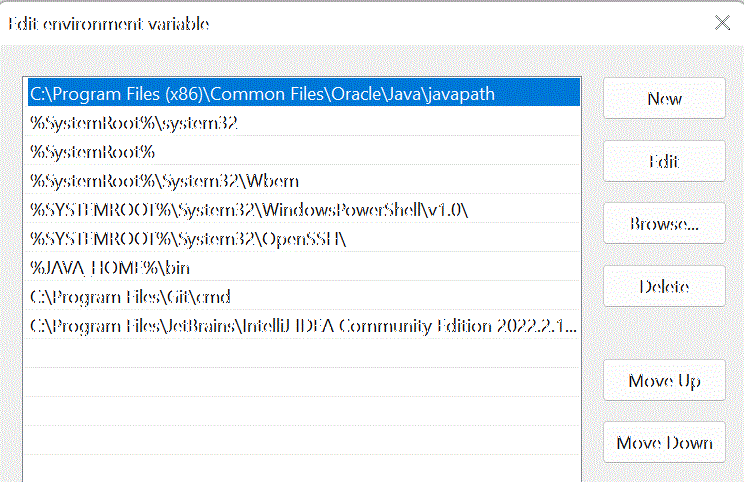 Edit environment variable
C:\Program Files (x86)\Common Files\Oracle\Java\javapath
%SystemRoot%\system32
%SystemRoot%
%SystemRoot%\System32\Wbem
%SYSTEMROOT%\System32\WindowsPowerShell\v1.0\
%SYSTEMROOT%\System32\OpenSSH\
%JAVA_HOME%\bin
C:\Program Files\Git\cmd
C:\Program Files\JetBrains\IntelliJ IDEA Community Edition 2022.2.1...
New
Edit
Browse...
Delete
Move Up
Move Down